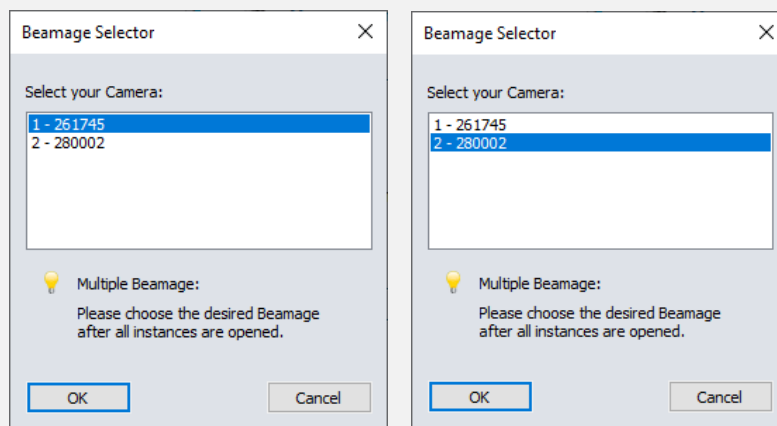 Beamage Selector
Select your Camera:
1 - 261745
2 - 280002
Multiple Beamage:
Please choose the desired Beamage
after all instances are opened.
OK
Cancel
Beamage Selector
Select your Camera:
1 - 261745
2 - 280002
Multiple Beamage:
Please choose the desired Beamage
after all instances are opened.
OK
Cancel